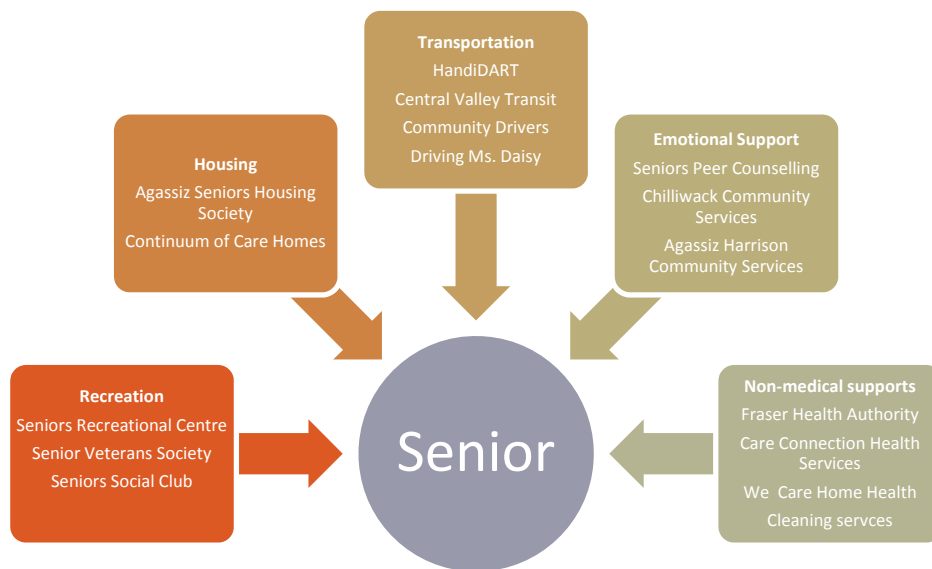 Transportation
HandiDART
Central Valley Transit
Community Drivers
Driving Ms. Daisy
Housing
Agassiz Seniors Housing
Society
Continuum of Care Homes
Emotional Support
Seniors Peer Counselling
Chilliwack Community
Services
Agassiz Harrison
Community Services
Recreation
Seniors Recreational Centre
Senior Veterans Society
Seniors Social Club
Non-medical supports
Fraser Health Authority
Care Connection Health
Services
We  Care Home Health
Cleaning servces
Senior